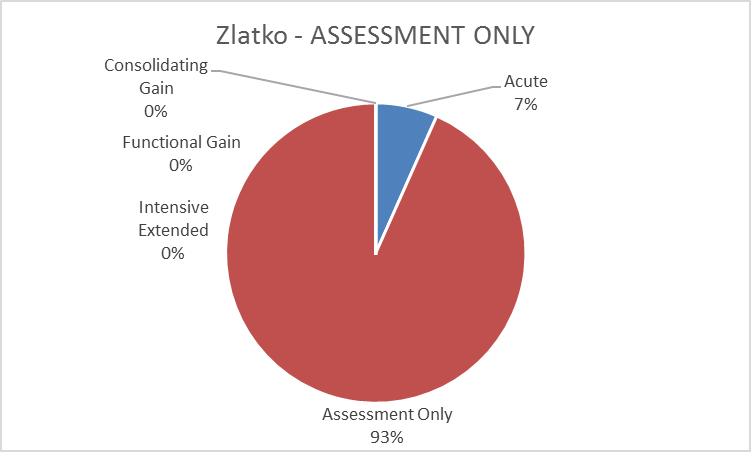 Zlatko - ASSESSMENT ONLY
Consolidating
Gain
0%
Acute
7%
Functional Gain
0%
Intensive
Extended
0%
Assessment Only
93%